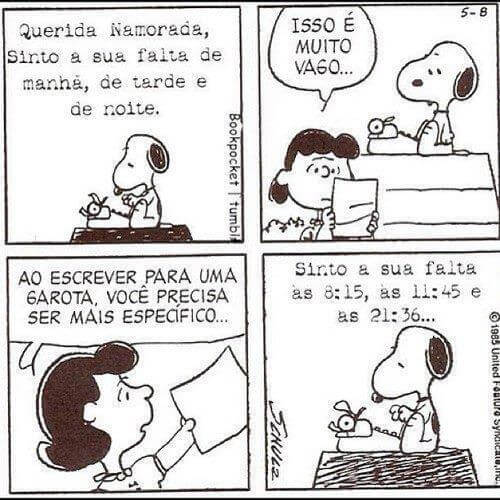 Querida Namorada,
Sinto a sua falta de
manhã, de tarde e
de noite.
Bookpocket | tumblr
5-8
ISSO É
MUITO
VAGO...
AO ESCREVER PARA UMA
GAROTA, VOCÊ PRECISA
SER MAIS ESPECÍFICO...
Sinto a sua falta
às 8:15, às 11:45 e
às 21:36...
SCHULZ
© 1985 United Feature Syndicate, Inc.